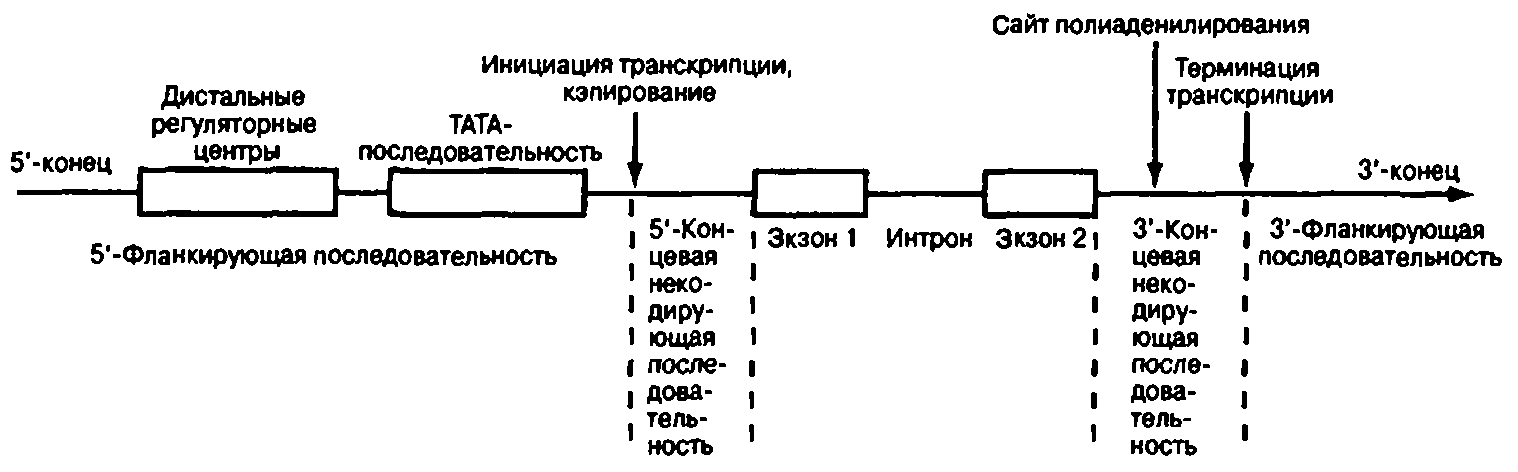 Сайт полиаденилирования
Инициация транскрипции,
кэпирование
Терминация
транскрипции
Дистальные
регуляторные
центры
ТАТА-
последовательность
5'-конец
3'-конец
5'-Фланкирующая последовательность
5'-Кон-
цевая
неко-
дирую-
ющая
после-
дова-
тель-
ность
Экзон 1
Интрон
Экзон 2
3'-Кон-
цевая
неко-
диру-
ющая
после-
дова-
тель-
ность
3'-Фланкирующая
последовательность